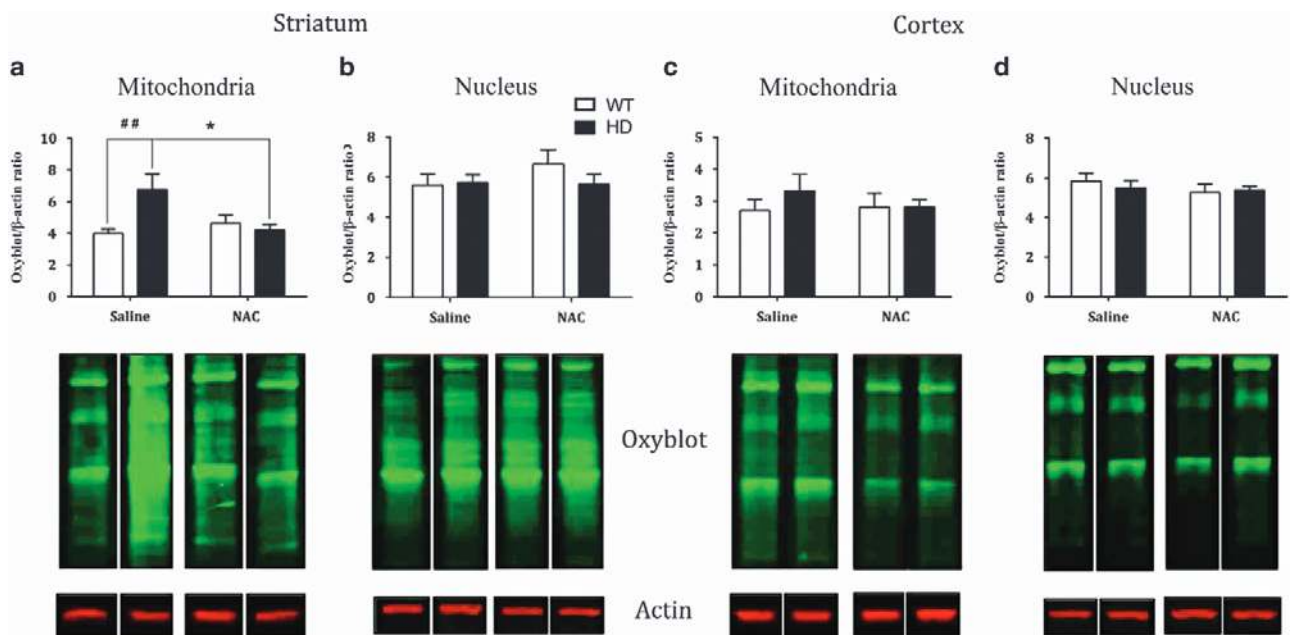 Striatum
Cortex
a
Mitochondria
Oxyblot/β-actin ratio
10
8
6
4
2
0
##
*
Saline
NAC
b
Nucleus
WT
HD
Oxyblot/β-actin ratio
8
6
4
2
0
Saline
NAC
c
Mitochondria
Oxyblot/β-actin ratio
5
4
3
2
1
0
Saline
NAC
d
Nucleus
Oxyblot/β-actin ratio
8
6
4
2
0
Saline
NAC
Oxyblot
Actin